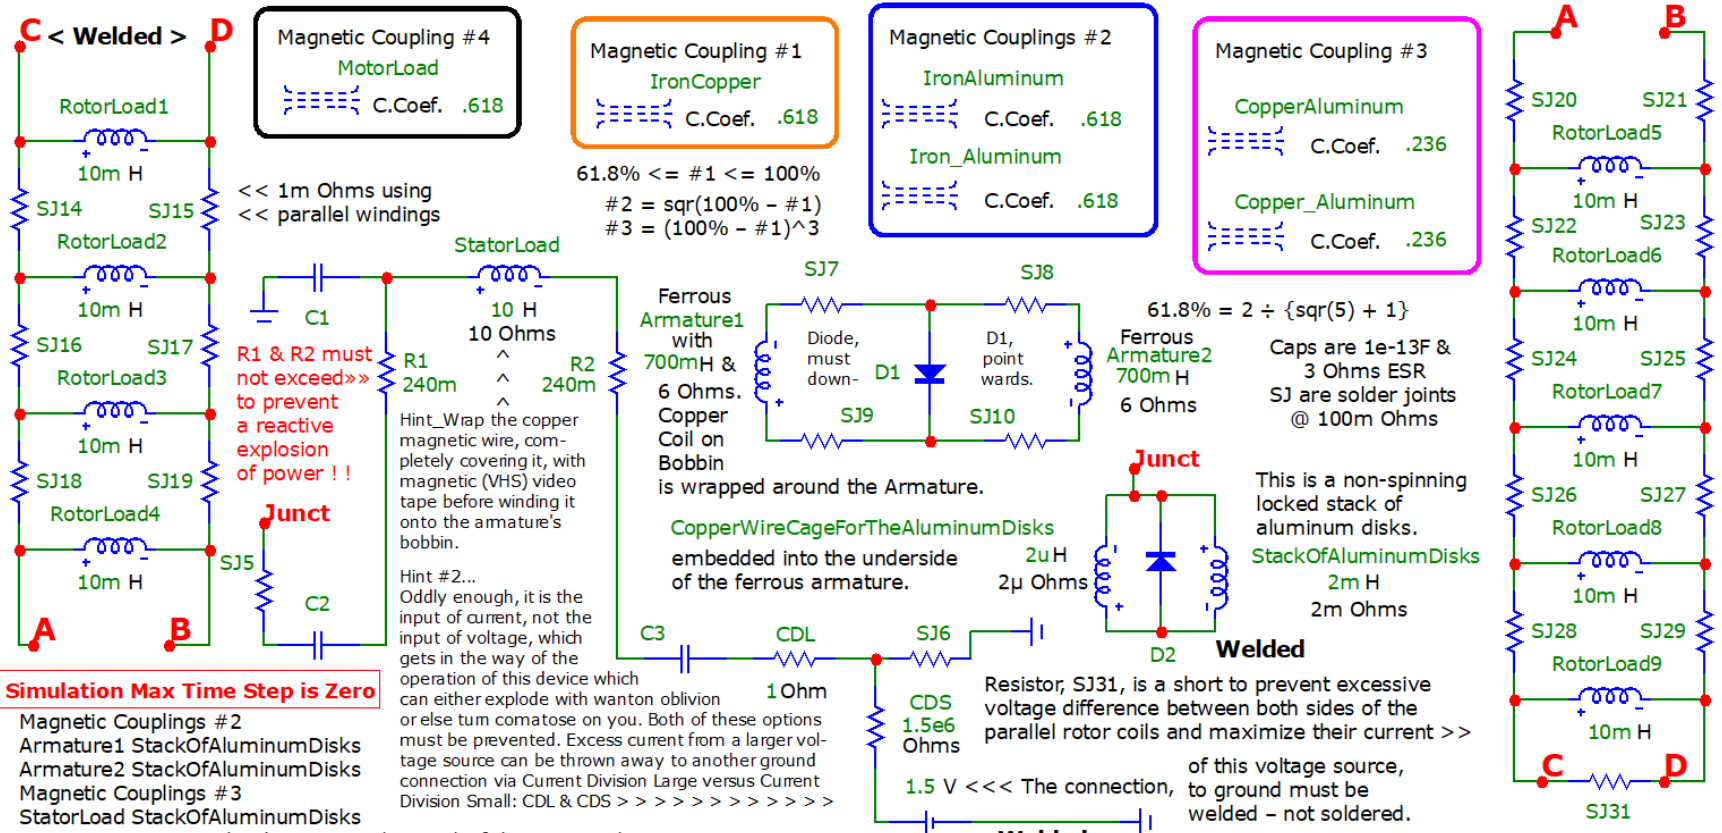 C < Welded > D
RotorLoad1
10m H
SJ14
SJ15
RotorLoad2
10m H
SJ16
SJ17
RotorLoad3
10m H
SJ18
SJ19
RotorLoad4
10m H
A
B
Simulation Max Time Step is Zero
Magnetic Couplings #2
Armature1 StackOfAluminumDisks
Armature2 StackOfAluminumDisks
Magnetic Couplings #3
StatorLoad StackOfAluminumDisks
Magnetic Coupling #4
MotorLoad
C.Coef. .618
<< 1m Ohms using
<< parallel windings
C1
R1 & R2 must
not exceed»»
to prevent
a reactive
explosion
of power ! !
Junct
SJ5
C2
R1
240m
StatorLoad
10 H
10 Ohms
^
^
^
R2
240m
Hint_Wrap the copper
magnetic wire, com-
pletely covering it, with
magnetic (VHS) video
tape before winding it
onto the armature's
bobbin.
Hint #2...
Oddly enough, it is the
input of current, not the
input of voltage, which
gets in the way of the
operation of this device which
can either explode with wanton oblivion
or else turn comatose on you. Both of these options
must be prevented. Excess current from a larger vol-
tage source can be thrown away to another ground
connection via Current Division Large versus Current
Division Small: CDL & CDS > > > > > > > > > > > >
Magnetic Coupling #1
IronCopper
C.Coef. .618
61.8% <= #1 <= 100%
#2 = sqr(100% – #1)
#3 = (100% – #1)^3
Magnetic Couplings #2
IronAluminum
C.Coef. .618
Iron_Aluminum
C.Coef. .618
Magnetic Coupling #3
CopperAluminum
C.Coef. .236
Copper_Aluminum
C.Coef. .236
Ferrous
Armature1
with
700mH &
6 Ohms.
Copper
Coil on
Bobbin
is wrapped around the Armature.
SJ7
SJ8
Diode,
must
down-
D1
D1,
point
wards.
SJ9
SJ10
Ferrous
Armature2
700m H
6 Ohms
61.8% = 2 ÷ {sqr(5) + 1}
Caps are 1e-13F &
3 Ohms ESR
SJ are solder joints
@ 100m Ohms
CopperWireCageForTheAluminumDisks
embedded into the underside
of the ferrous armature.
2u H
2µ Ohms
Junct
D2
Welded
This is a non-spinning
locked stack of
aluminum disks.
StackOfAluminumDisks
2m H
2m Ohms
C3
CDL
1 Ohm
SJ6
CDS
1.5e6
Ohms
Resistor, SJ31, is a short to prevent excessive
voltage difference between both sides of the
parallel rotor coils and maximize their current >>
1.5 V <<< The connection,
of this voltage source,
to ground must be
welded – not soldered.
A
B
SJ20
SJ21
RotorLoad5
10m H
SJ22
SJ23
RotorLoad6
10m H
SJ24
SJ25
RotorLoad7
10m H
SJ26
SJ27
RotorLoad8
10m H
SJ28
SJ29
RotorLoad9
10m H
C
D
SJ31